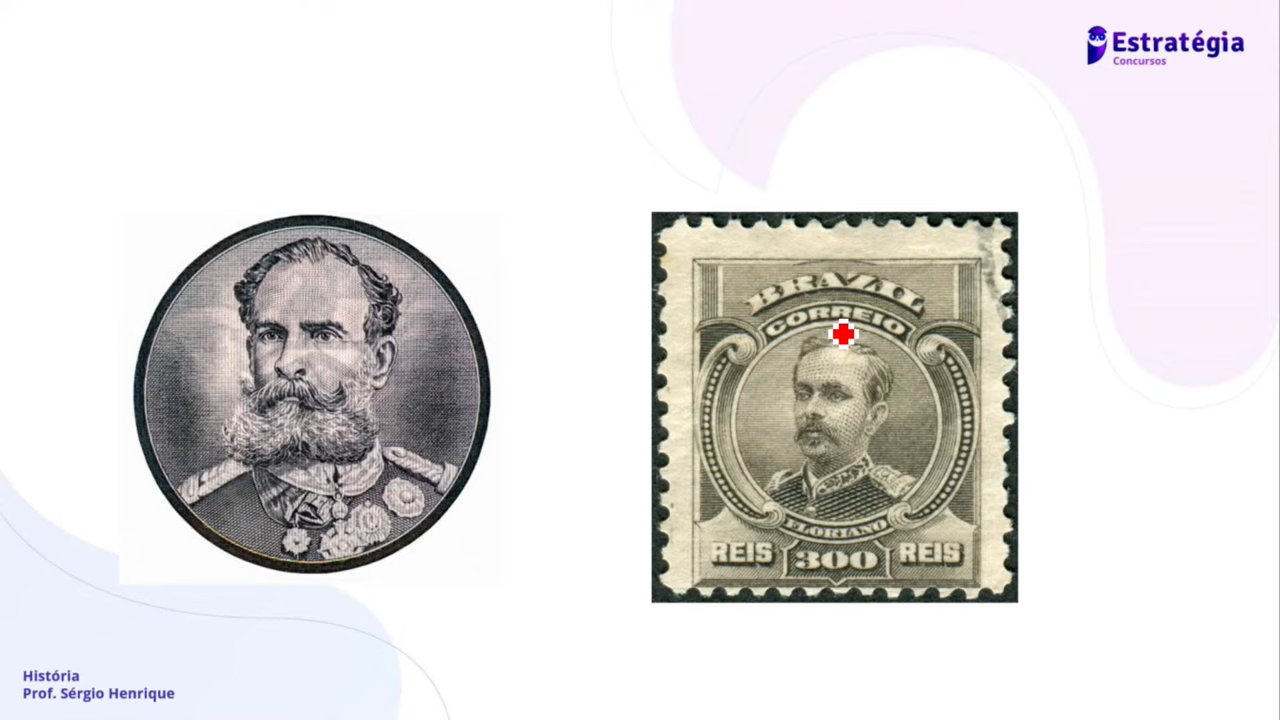 Estratégia
Concursos
BRAZIL
CORREIO
FLORIANO
REIS 300 REIS
História
Prof. Sérgio Henrique